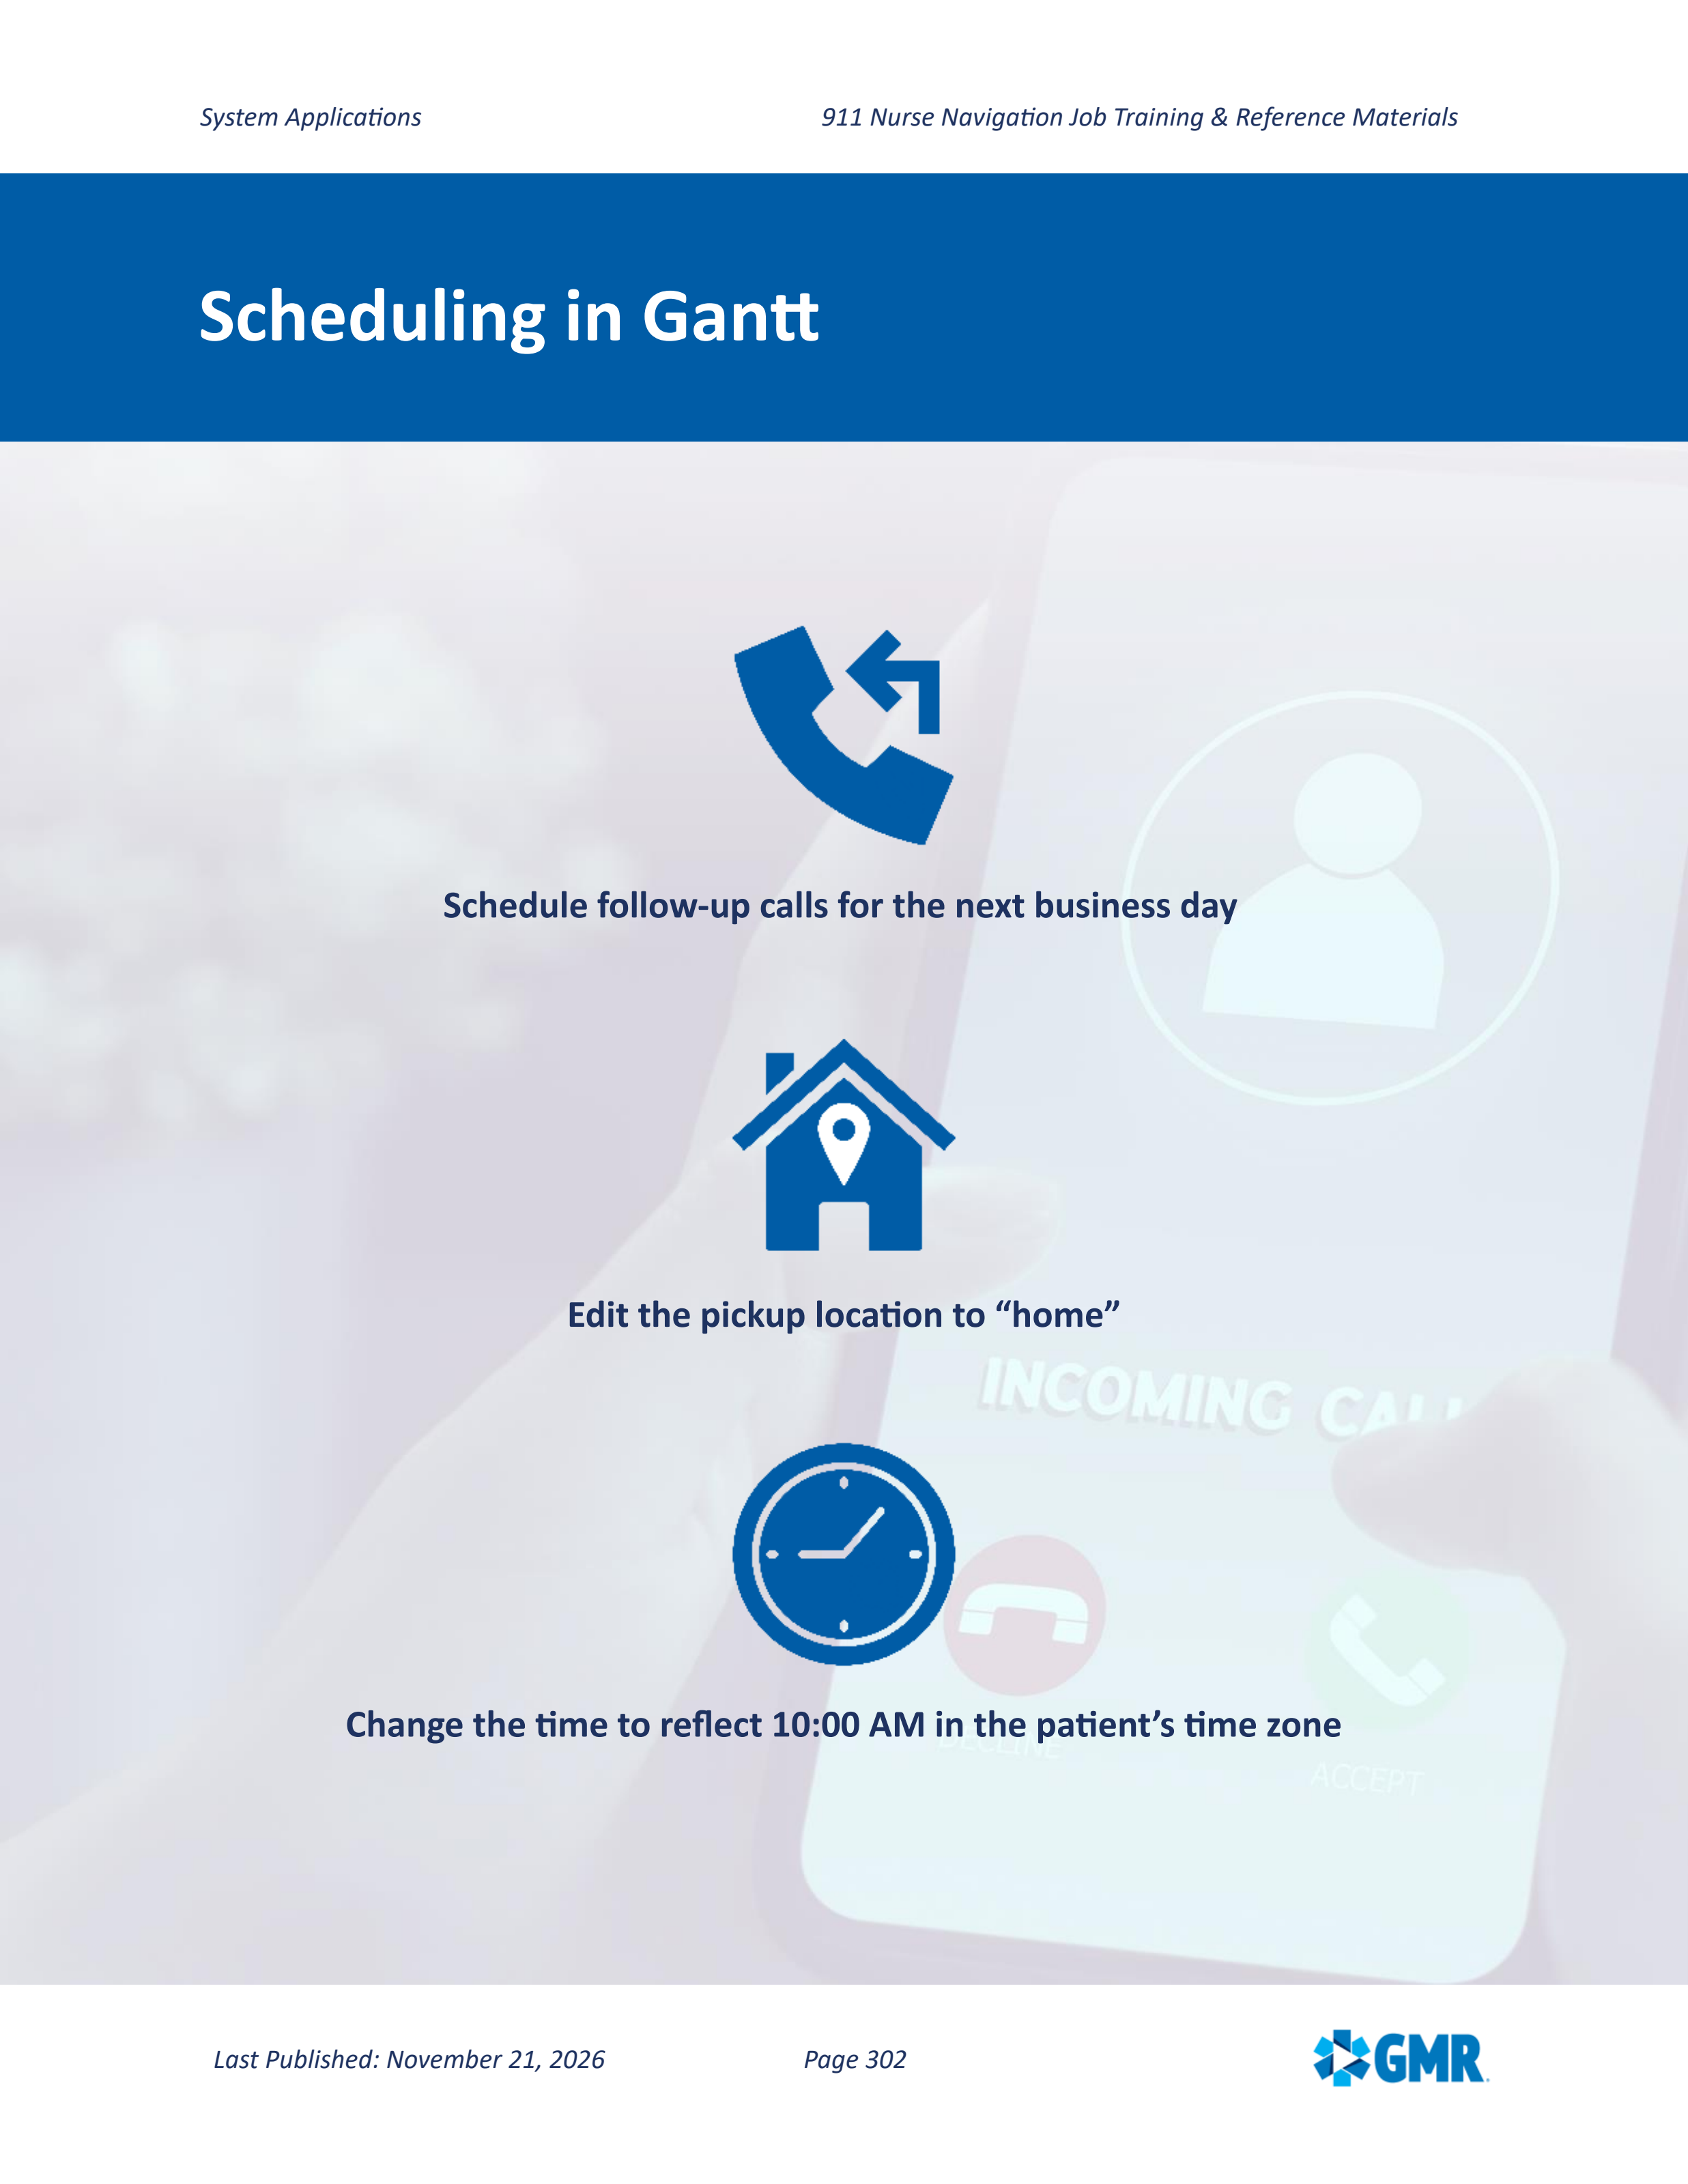 System Applications
911 Nurse Navigation Job Training & Reference Materials
Scheduling in Gantt
Schedule follow-up calls for the next business day
Edit the pickup location to “home”
INCOMING CALL
Change the time to reflect 10:00 AM in the patient’s time zone
DECLINE
ACCEPT
Last Published: November 21, 2026
Page 302
GMR